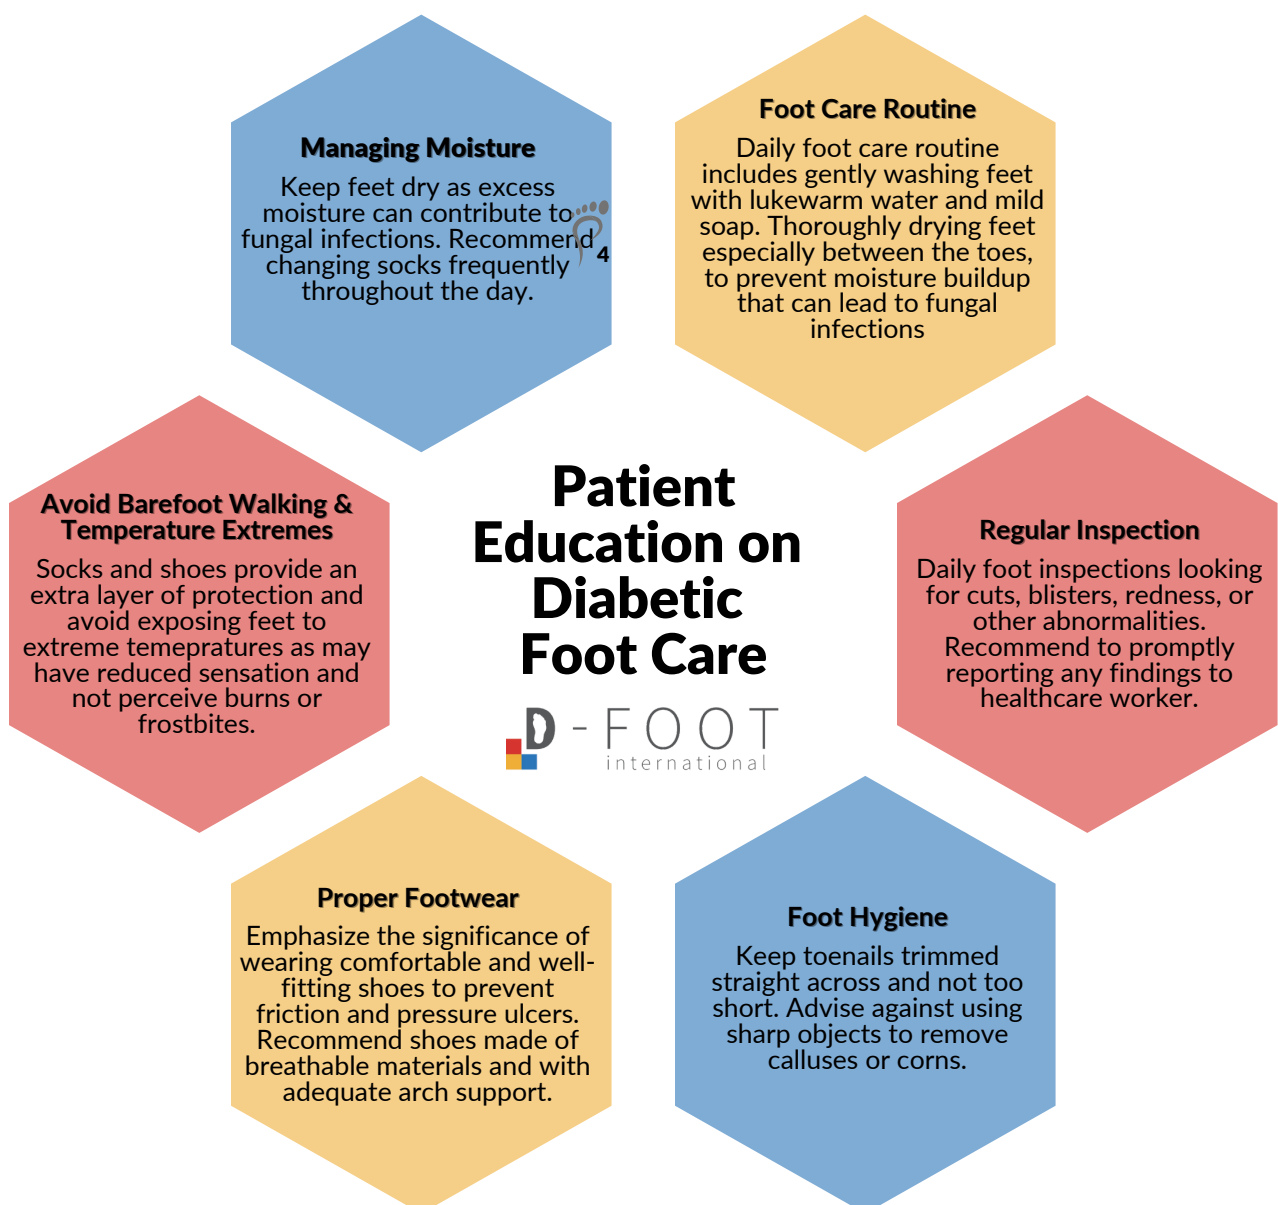 Managing Moisture
Keep feet dry as excess
moisture can contribute to
fungal infections. Recommend
changing socks frequently
throughout the day.
4
Foot Care Routine
Daily foot care routine
includes gently washing feet
with lukewarm water and mild
soap. Thoroughly drying feet
especially between the toes,
to prevent moisture buildup
that can lead to fungal
infections
Avoid Barefoot Walking &
Temperature Extremes
Socks and shoes provide an
extra layer of protection and
avoid exposing feet to
extreme temepratures as may
have reduced sensation and
not perceive burns or
frostbites.
Patient
Education on
Diabetic
Foot Care
D - FOOT
international
Regular Inspection
Daily foot inspections looking
for cuts, blisters, redness, or
other abnormalities.
Recommend to promptly
reporting any findings to
healthcare worker.
Proper Footwear
Emphasize the significance of
wearing comfortable and well-
fitting shoes to prevent
friction and pressure ulcers.
Recommend shoes made of
breathable materials and with
adequate arch support.
Foot Hygiene
Keep toenails trimmed
straight across and not too
short. Advise against using
sharp objects to remove
calluses or corns.